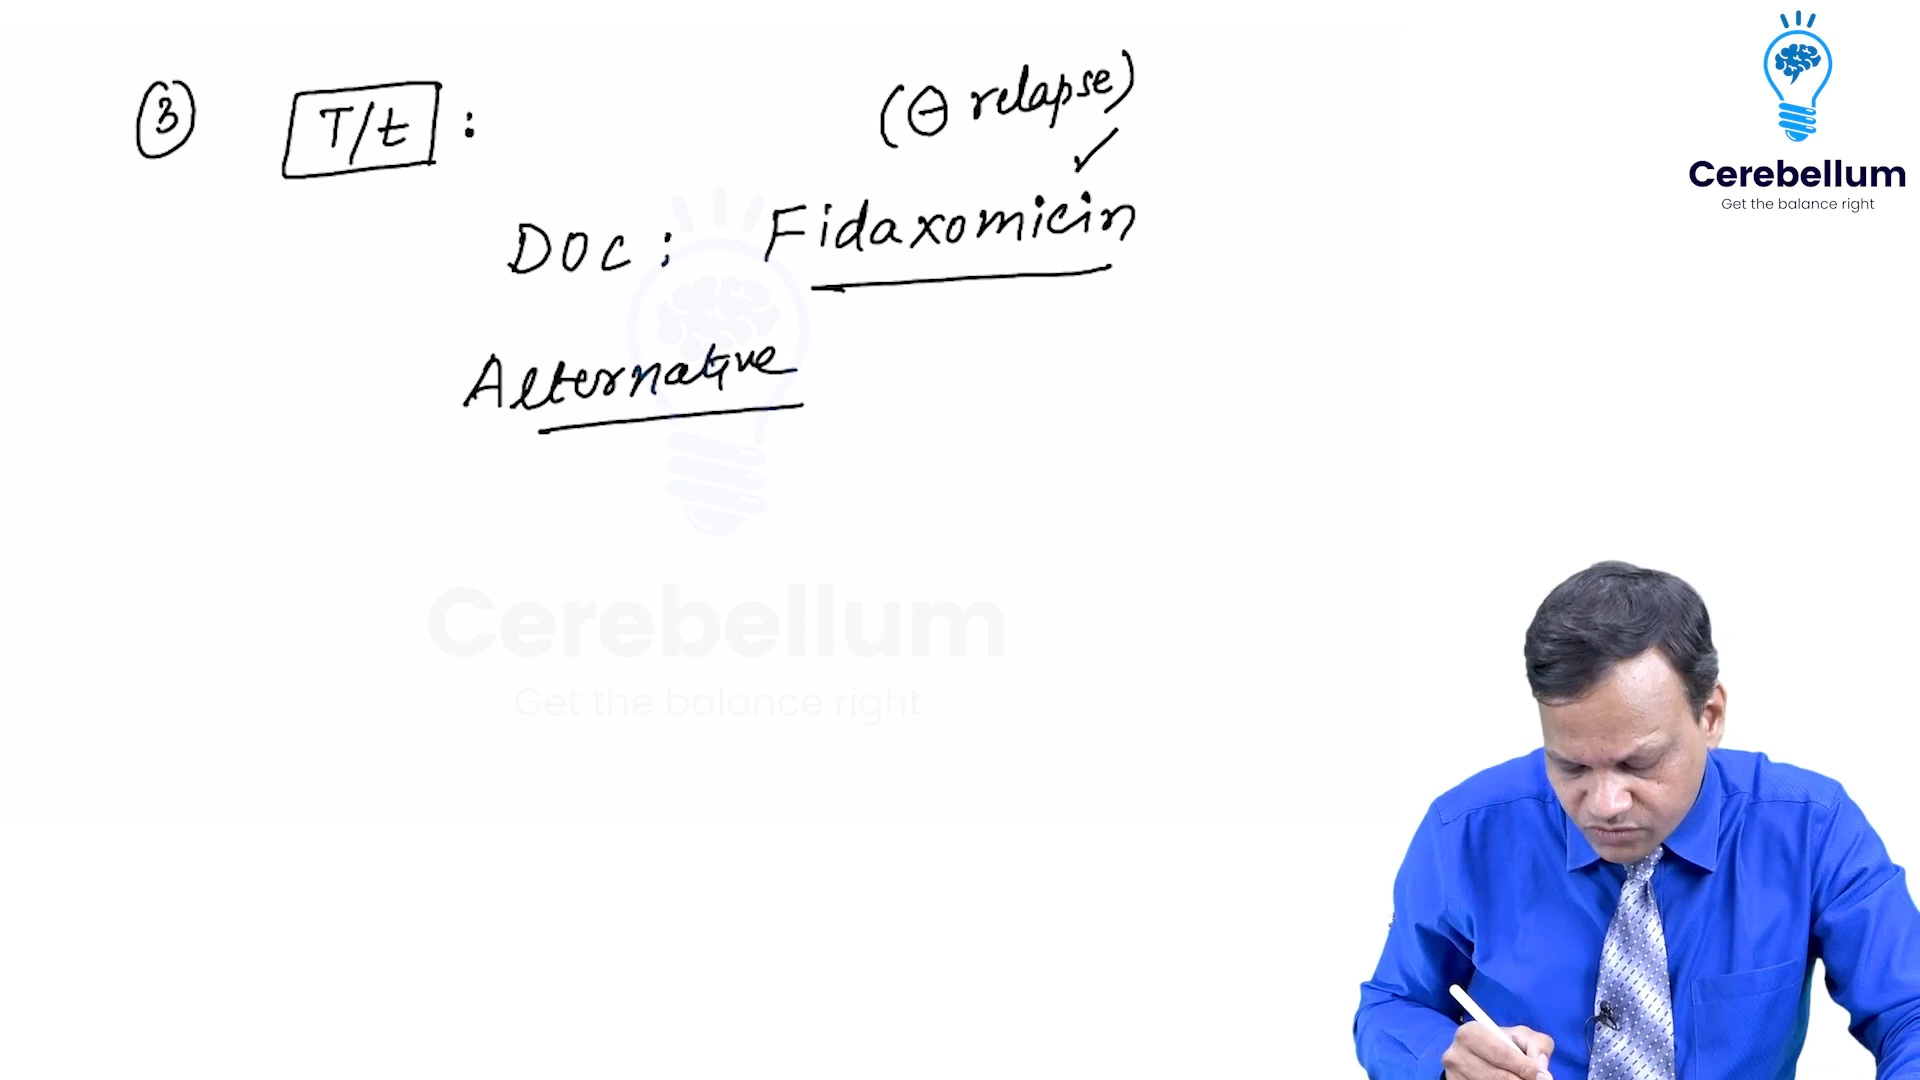 ③ T/t : (⊖ relapse)
✓
DOC : Fidaxomicin
Alternative
Cerebellum
Get the balance right
Cerebellum
Get the balance right